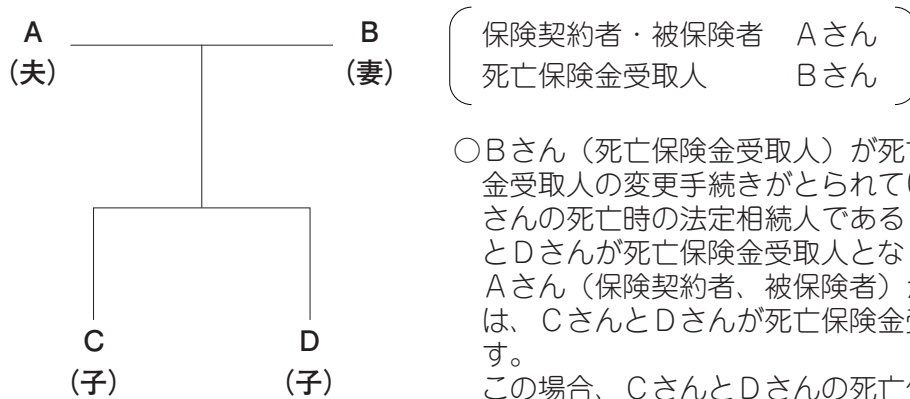 A
B
(夫)
(妻)
C
D
(子)
(子)
保険契約者・被保険者 Aさん
死亡保険金受取人 Bさん
○Bさん(死亡保険金受取人)が死亡
金受取人の変更手続きがとられてい
さんの死亡時の法定相続人である
とDさんが死亡保険金受取人とな
Aさん(保険契約者、被保険者)
は、CさんとDさんが死亡保険金受
す。
この場合、CさんとDさんの死亡